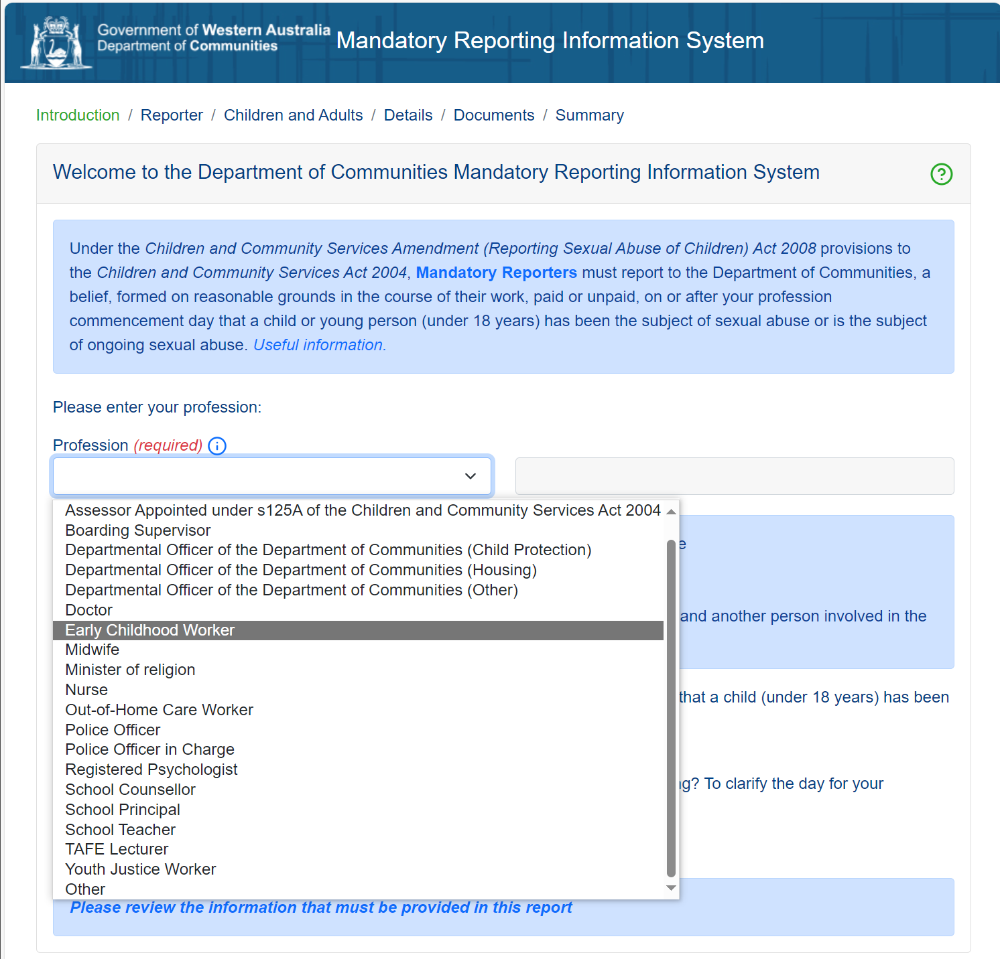 Government of Western Australia
Department of Communities
Mandatory Reporting Information System
Introduction / Reporter / Children and Adults / Details / Documents / Summary
Welcome to the Department of Communities Mandatory Reporting Information System
Under the Children and Community Services Amendment (Reporting Sexual Abuse of Children) Act 2008 provisions to
the Children and Community Services Act 2004, Mandatory Reporters must report to the Department of Communities, a
belief, formed on reasonable grounds in the course of their work, paid or unpaid, on or after your profession
commencement day that a child or young person (under 18 years) has been the subject of sexual abuse or is the subject
of ongoing sexual abuse. Useful information.
Please enter your profession:
Profession (required)
Assessor Appointed under s125A of the Children and Community Services Act 2004
Boarding Supervisor
Departmental Officer of the Department of Communities (Child Protection)
Departmental Officer of the Department of Communities (Housing)
Departmental Officer of the Department of Communities (Other)
Doctor
and another person involved in the
Early Childhood Worker
Midwife
Minister of religion
Nurse
that a child (under 18 years) has been
Out-of-Home Care Worker
Police Officer
Police Officer in Charge
Registered Psychologist
School Counsellor
To clarify the day for your
School Principal
School Teacher
TAFE Lecturer
Youth Justice Worker
Other
Please review the information that must be provided in this report